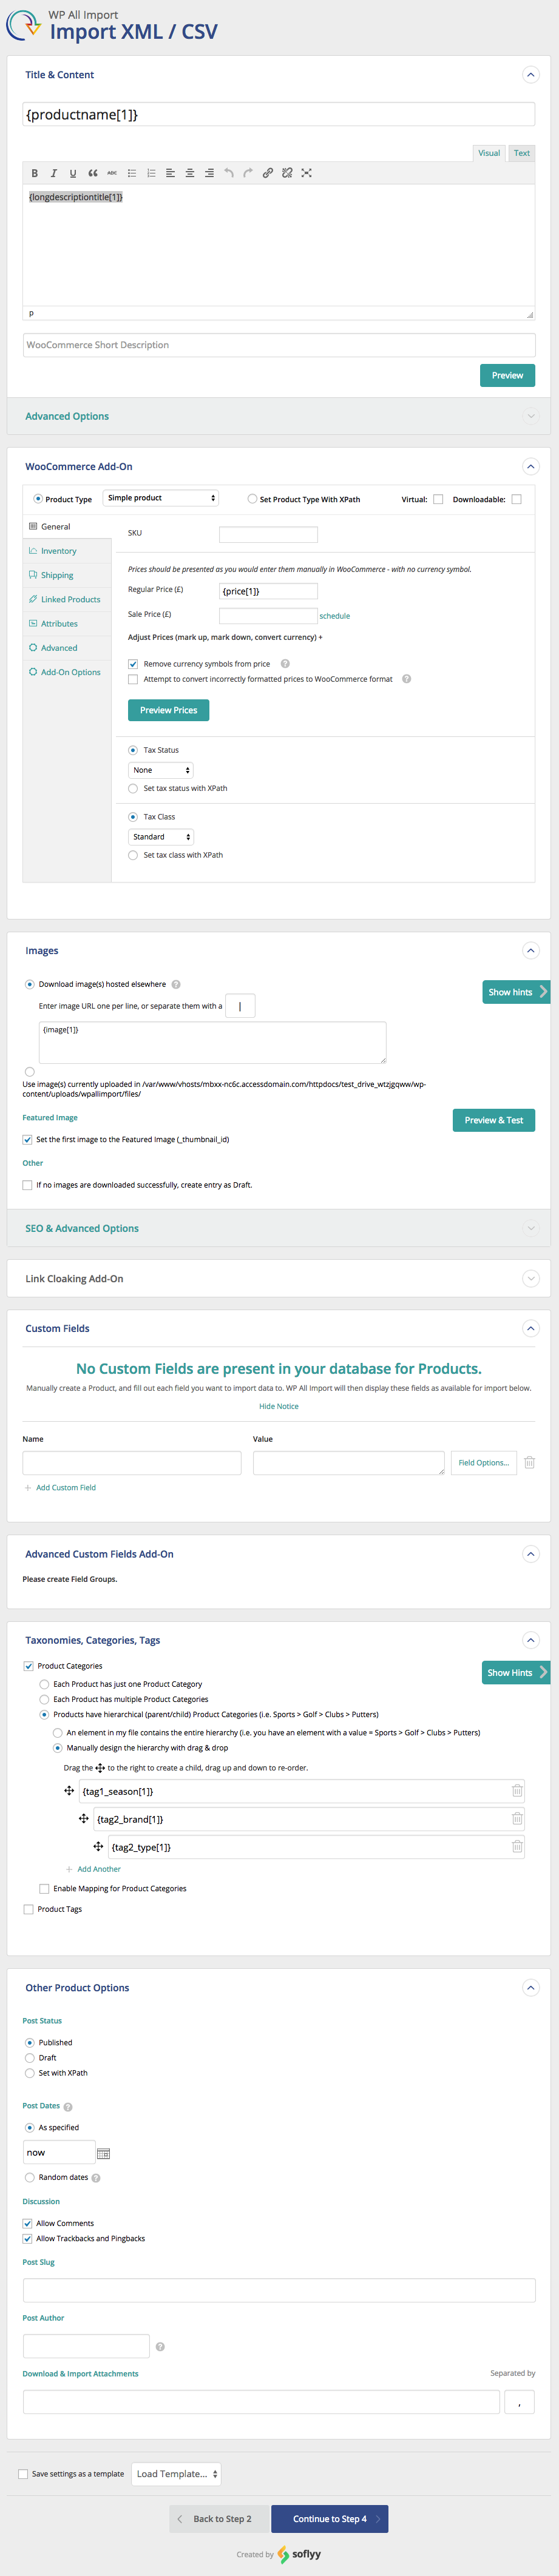 WP All Import
Import XML / CSV
Title & Content
{productname[1]}
Visual Text
B I U ABC
{longdescriptiontitle[1]}
p
WooCommerce Short Description
Preview
Advanced Options
WooCommerce Add-On
Product Type Simple product Set Product Type With XPath Virtual: Downloadable:
General
Inventory
Shipping
Linked Products
Attributes
Advanced
Add-On Options
SKU
Prices should be presented as you would enter them manually in WooCommerce - with no currency symbol.
Regular Price (£) {price[1]}
Sale Price (£) schedule
Adjust Prices (mark up, mark down, convert currency) +
Remove currency symbols from price ?
Attempt to convert incorrectly formatted prices to WooCommerce format ?
Preview Prices
Tax Status
None
Set tax status with XPath
Tax Class
Standard
Set tax class with XPath
Images
Download image(s) hosted elsewhere ?
Show hints
Enter image URL one per line, or separate them with a |
{image[1]}
Use image(s) currently uploaded in /var/www/vhosts/mbxx-nc6c.accessdomain.com/httpdocs/test_drive_wtzjgqww/wp-
content/uploads/wpallimport/files/
Featured Image
Preview & Test
Set the first image to the Featured Image (_thumbnail_id)
Other
If no images are downloaded successfully, create entry as Draft.
SEO & Advanced Options
Link Cloaking Add-On
Custom Fields
No Custom Fields are present in your database for Products.
Manually create a Product, and fill out each field you want to import data to. WP All Import will then display these fields as available for import below.
Hide Notice
Name Value
Field Options...
+ Add Custom Field
Advanced Custom Fields Add-On
Please create Field Groups.
Taxonomies, Categories, Tags
Product Categories
Show Hints
Each Product has just one Product Category
Each Product has multiple Product Categories
Products have hierarchical (parent/child) Product Categories (i.e. Sports > Golf > Clubs > Putters)
An element in my file contains the entire hierarchy (i.e. you have an element with a value = Sports > Golf > Clubs > Putters)
Manually design the hierarchy with drag & drop
Drag the to the right to create a child, drag up and down to re-order.
{tag1_season[1]}
{tag2_brand[1]}
{tag2_type[1]}
+ Add Another
Enable Mapping for Product Categories
Product Tags
Other Product Options
Post Status
Published
Draft
Set with XPath
Post Dates ?
As specified
now
Random dates ?
Discussion
Allow Comments
Allow Trackbacks and Pingbacks
Post Slug
Post Author
?
Download & Import Attachments Separated by
,
Save settings as a template Load Template...
Back to Step 2 Continue to Step 4
Created by soflyy